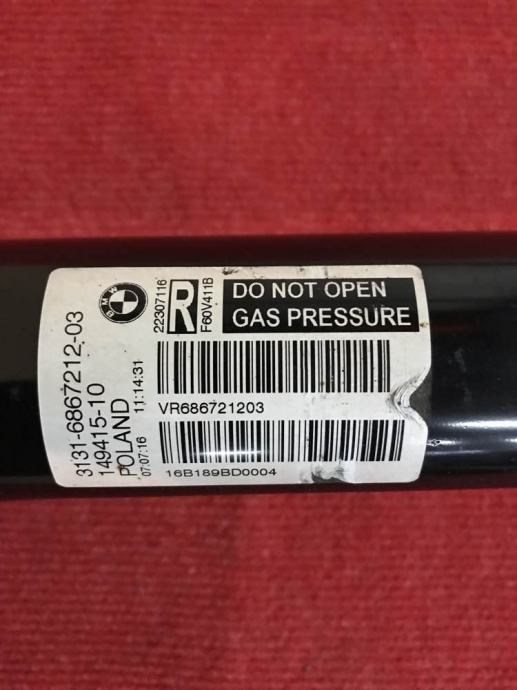 BMW
22307116
R
F60V411B
DO NOT OPEN
GAS PRESSURE
3131-6867212-03
149415-10
POLAND
07:07:16 11:14:31
VR686721203
16B189BD0004